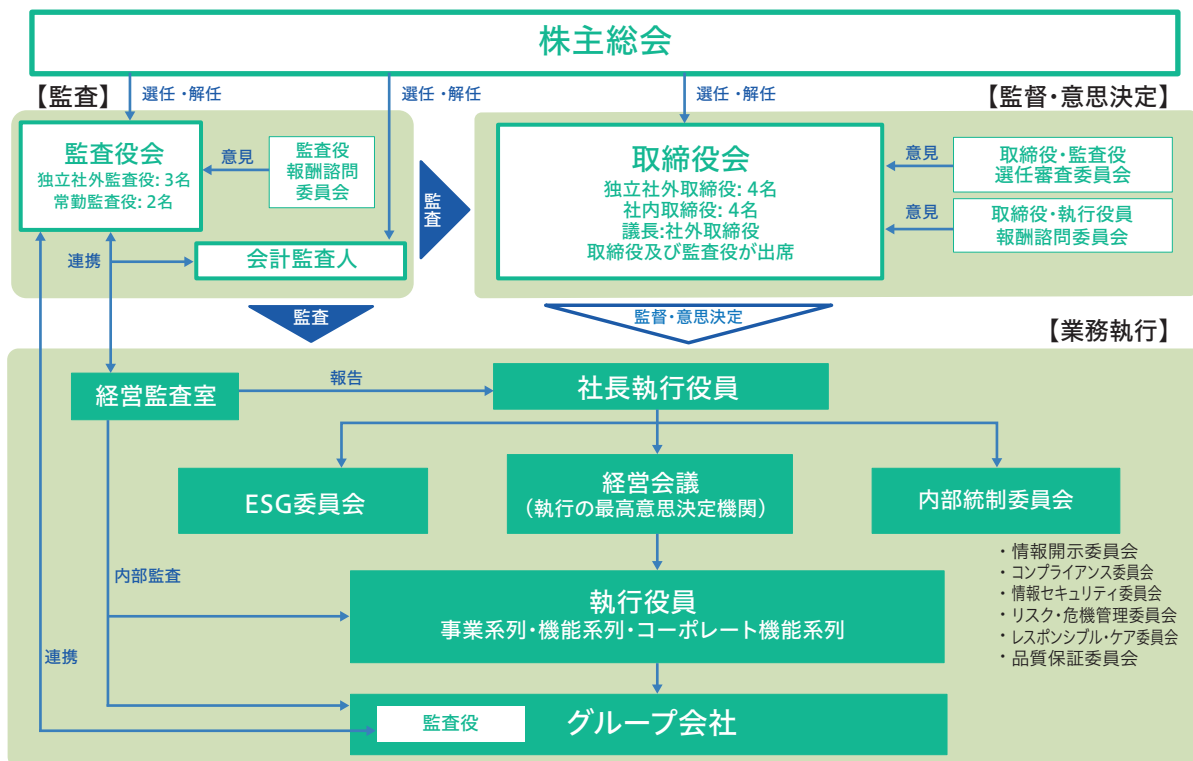 株主総会
【監査】
選任・解任
選任・解任
選任・解任
【監督・意思決定】
監査役会
独立社外監査役: 3名
常勤監査役: 2名
意見
監査役
報酬諮問
委員会
連携
会計監査人
監査
取締役会
独立社外取締役: 4名
社内取締役: 4名
議長:社外取締役
取締役及び監査役が出席
意見
取締役・監査役
選任審査委員会
意見
取締役・執行役員
報酬諮問委員会
監査
監督・意思決定
【業務執行】
経営監査室
報告
社長執行役員
ESG委員会
経営会議
（執行の最高意思決定機関）
内部統制委員会
・情報開示委員会
・コンプライアンス委員会
・情報セキュリティ委員会
・リスク・危機管理委員会
・レスポンシブル・ケア委員会
・品質保証委員会
内部監査
執行役員
事業系列・機能系列・コーポレート機能系列
連携
監査役
グループ会社